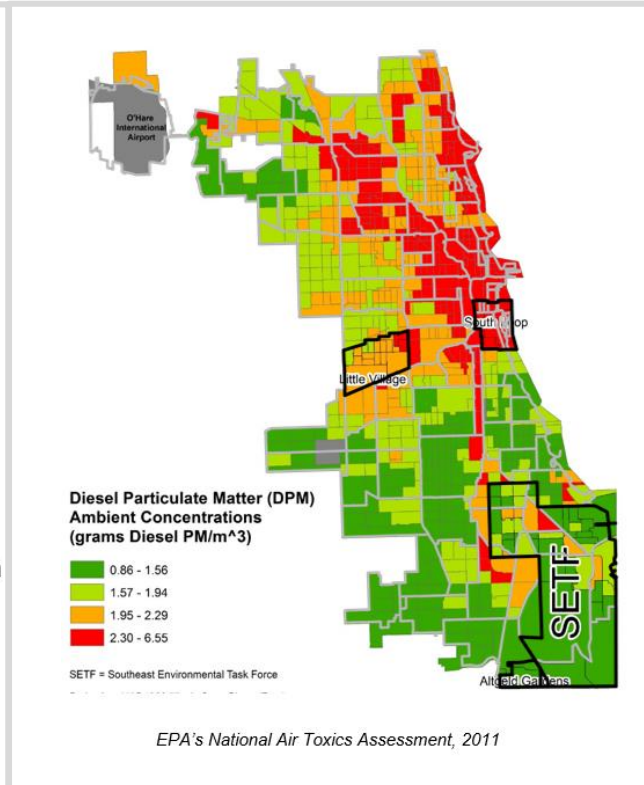 O'Hare
International
Airport
South Loop
Little Village
Diesel Particulate Matter (DPM)
Ambient Concentrations
(grams Diesel PM/m^3)
0.86 - 1.56
1.57 - 1.94
1.95 - 2.29
2.30 - 6.55
SETF
SETF = Southeast Environmental Task Force
Altgeld Gardens
EPA's National Air Toxics Assessment, 2011